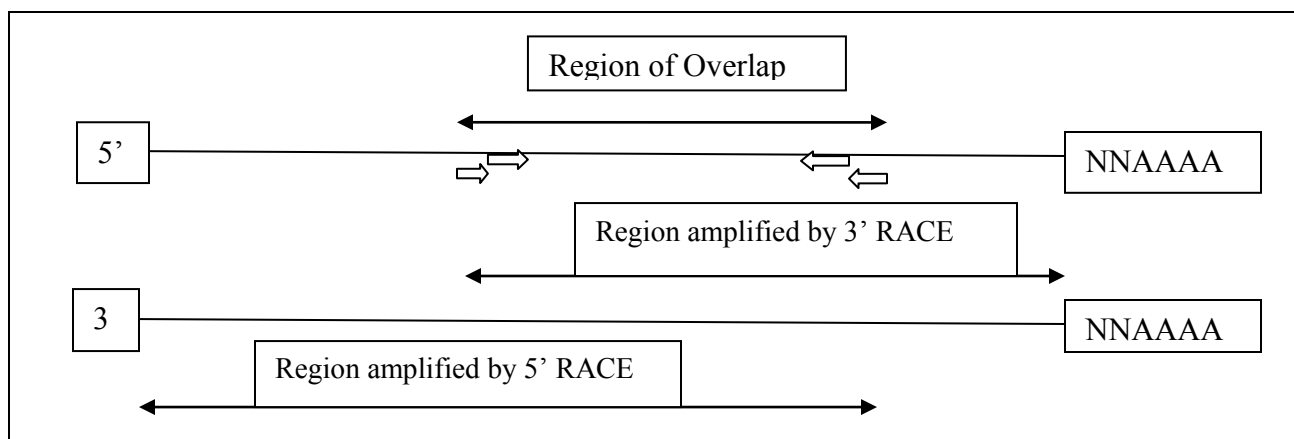 Region of Overlap
5’
NNAAAA
Region amplified by 3’ RACE
3
NNAAAA
Region amplified by 5’ RACE